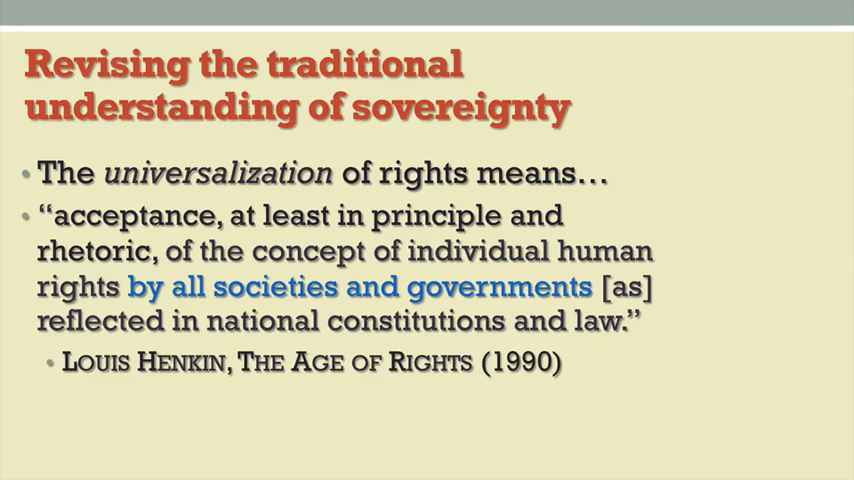 Revising the traditional
understanding of sovereignty
• The universalization of rights means…
• “acceptance, at least in principle and
rhetoric, of the concept of individual human
rights by all societies and governments [as]
reflected in national constitutions and law.”
• LOUIS HENKIN, THE AGE OF RIGHTS (1990)